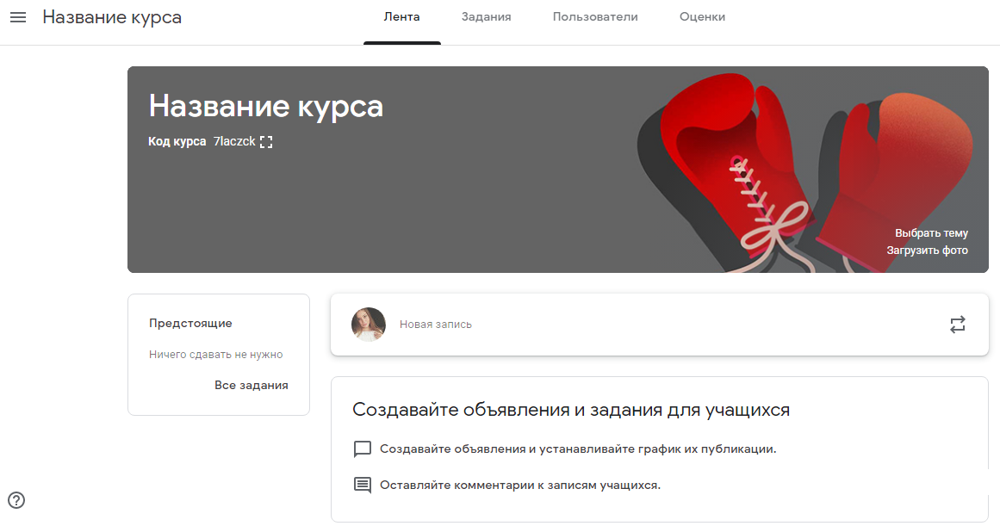 Название курса
Лента Задания Пользователи Оценки
Название курса
Код курса 7laczck
Выбрать тему
Загрузить фото
Предстоящие
Ничего сдавать не нужно
Все задания
Новая запись
Создавайте объявления и задания для учащихся
Создавайте объявления и устанавливайте график их публикации.
Оставляйте комментарии к записям учащихся.